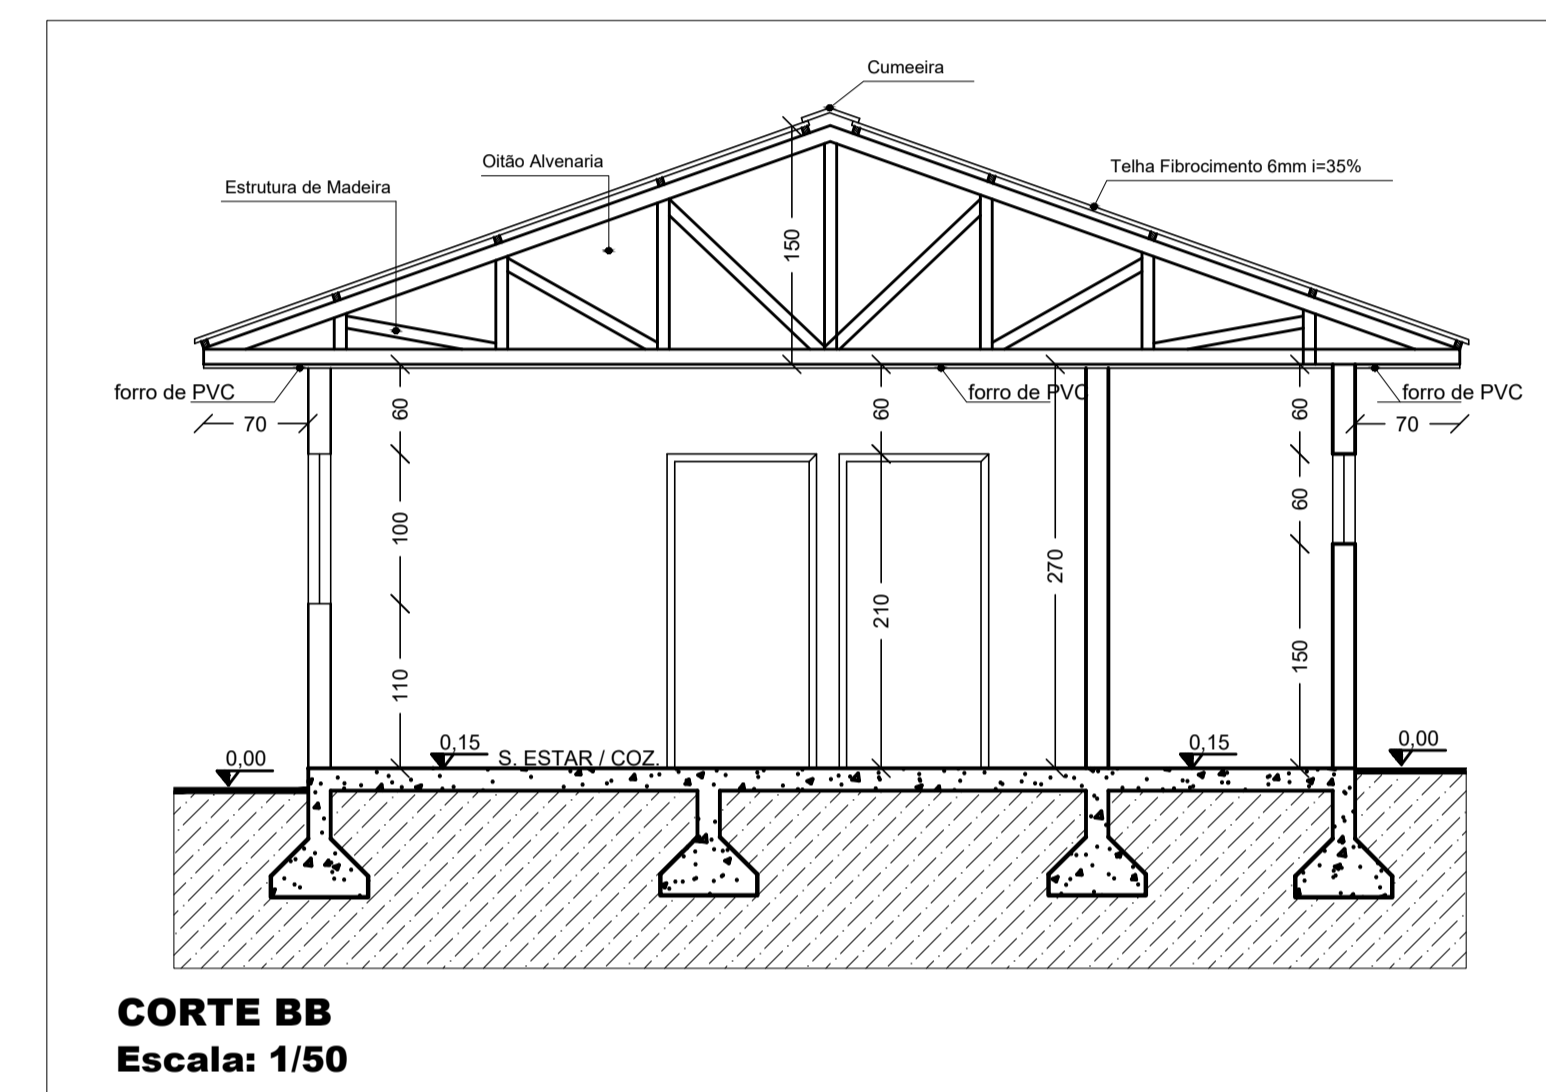 Cumeeira
Oitão Alvenaria
Telha Fibrocimento 6mm i=35%
Estrutura de Madeira
150
forro de PVC
forro de PVC
forro de PVC
70
60
60
60
70
100
60
210
270
110
150
0,00
0,15
S. ESTAR / COZ.
0,15
0,00
CORTE BB
Escala: 1/50